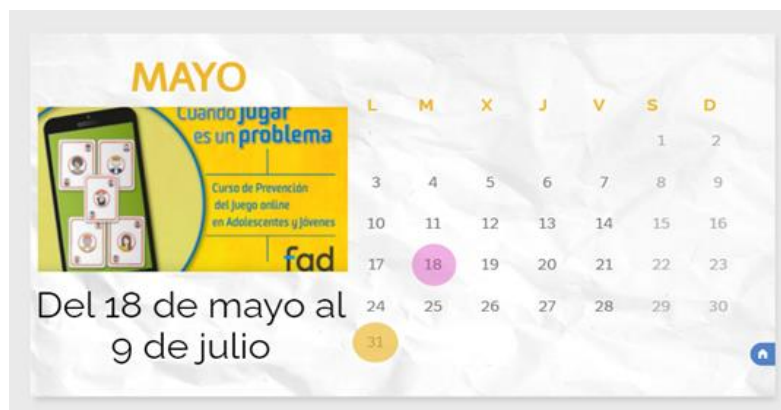 MAYO
Cuando jugar
es un problema
Curso de Prevención
del Juego online
en Adolescentes y Jóvenes
fad
Del 18 de mayo al
9 de julio
L M X J V S D
1 2
3 4 5 6 7 8 9
10 11 12 13 14 15 16
17 18 19 20 21 22 23
24 25 26 27 28 29 30
31